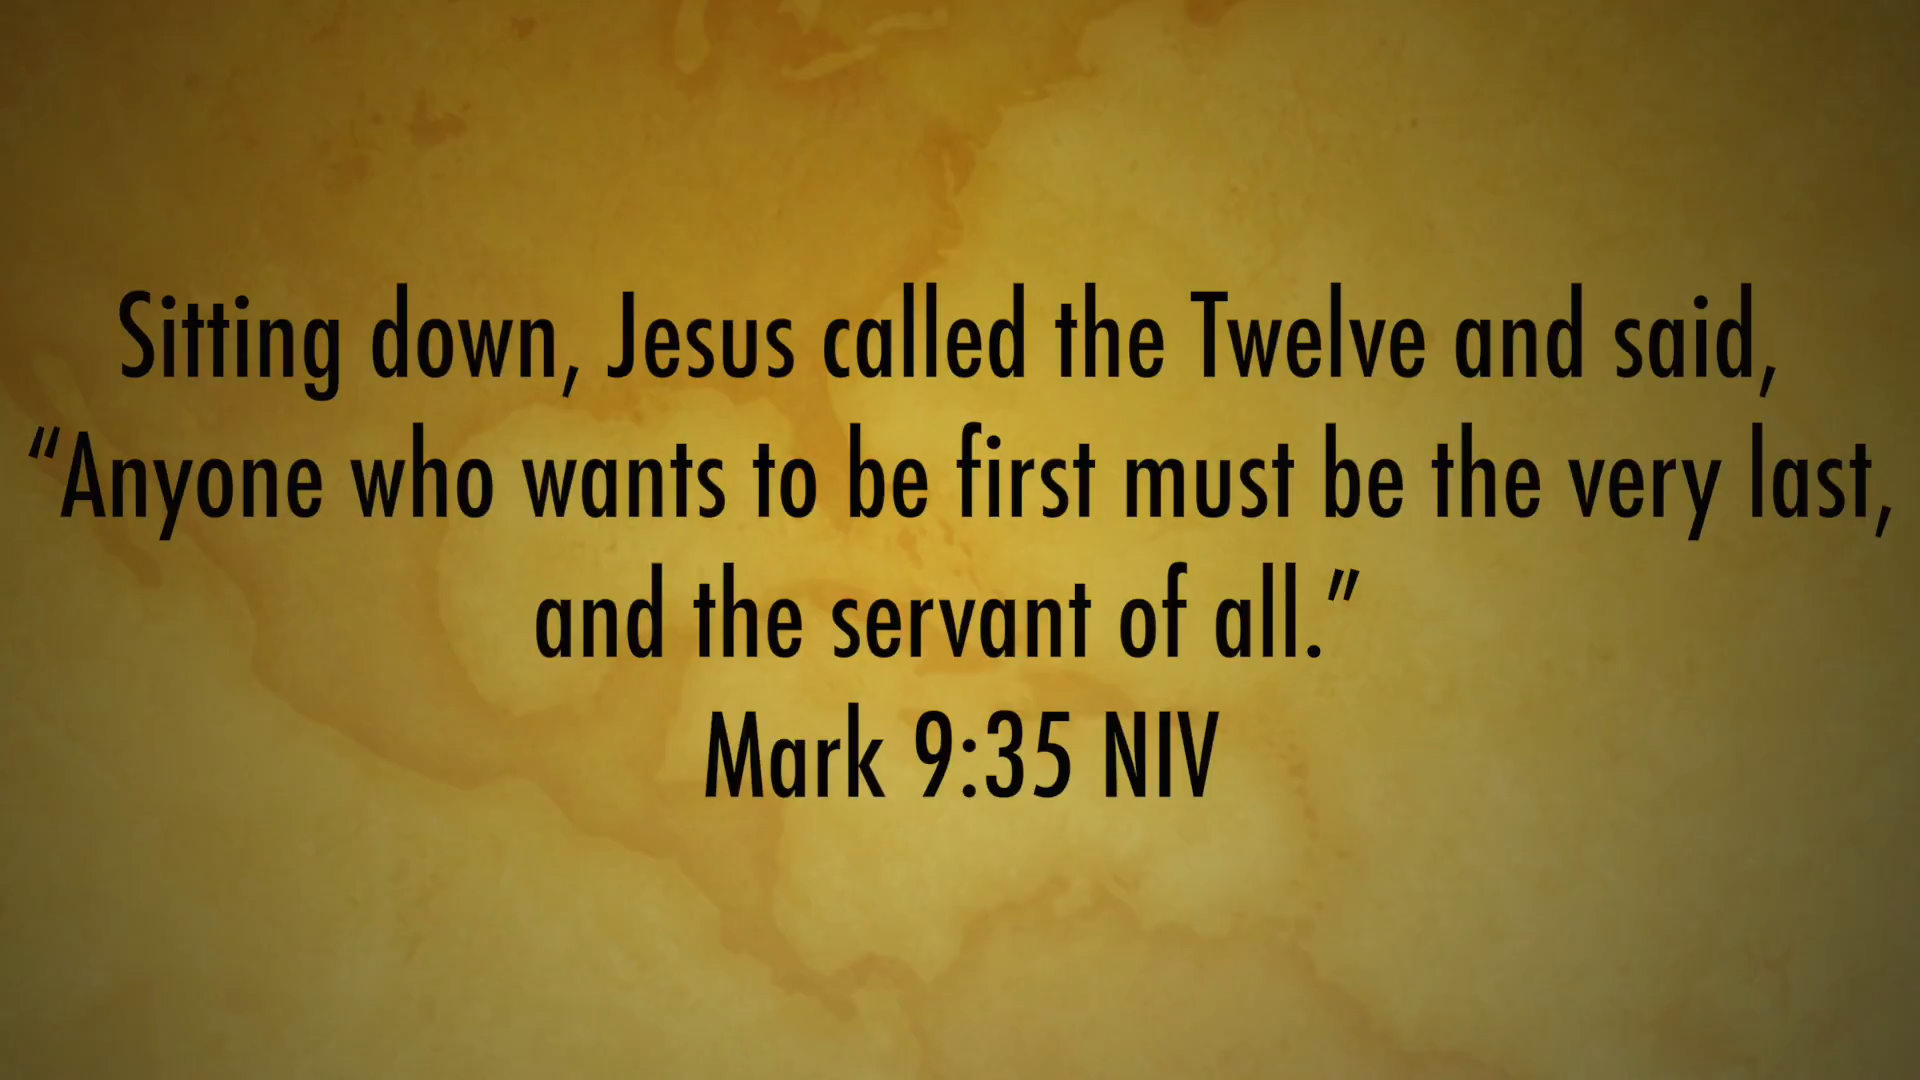 Sitting down, Jesus called the Twelve and said,
“Anyone who wants to be first must be the very last,
and the servant of all.”
Mark 9:35 NIV